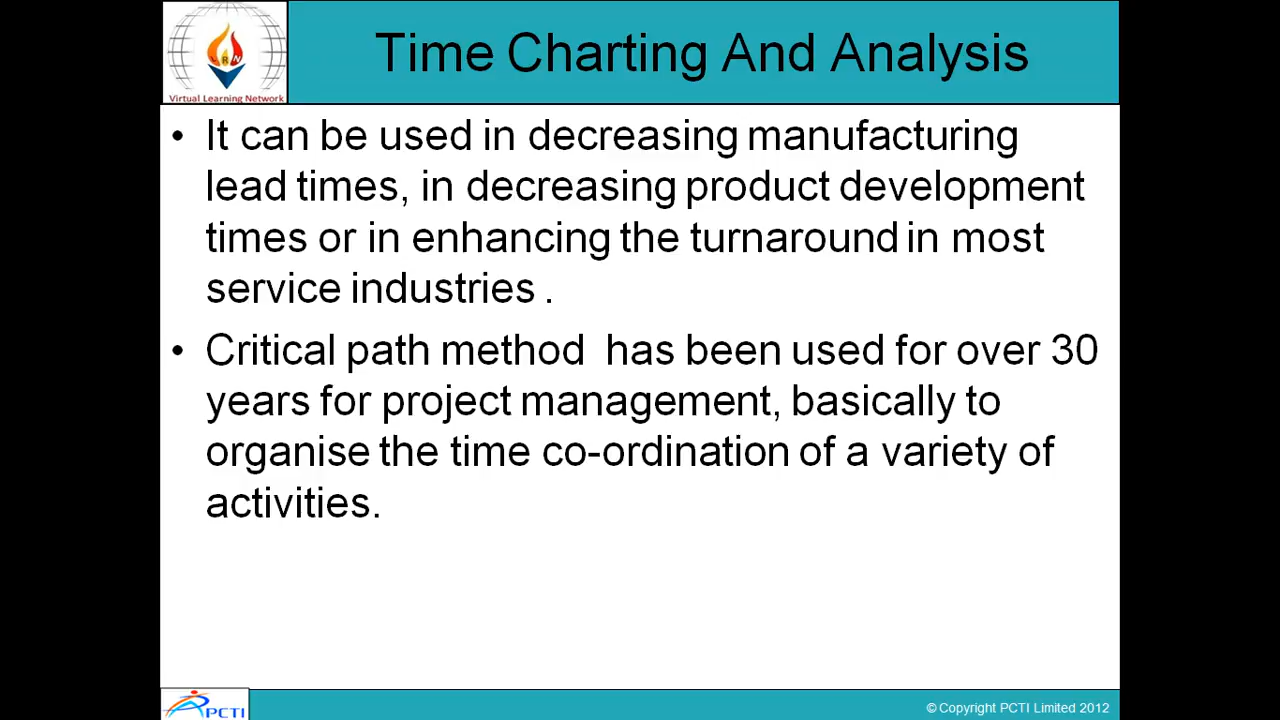 Time Charting And Analysis
Virtual Learning Network
• It can be used in decreasing manufacturing
lead times, in decreasing product development
times or in enhancing the turnaround in most
service industries .
• Critical path method  has been used for over 30
years for project management, basically to
organise the time co-ordination of a variety of
activities.
PCTI
© Copyright PCTI Limited 2012